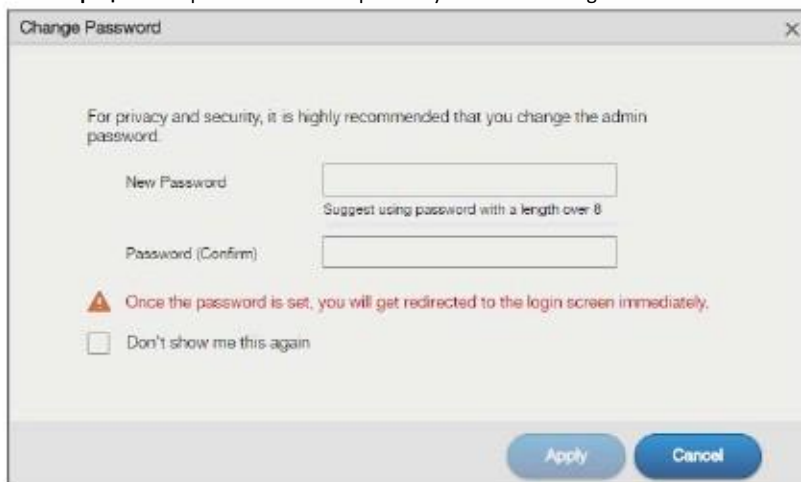 Change Password
For privacy and security, it is highly recommended that you change the admin
password.
New Password
Suggest using password with a length over 8
Password (Confirm)
Once the password is set, you will get redirected to the login screen immediately.
Don't show me this again
Apply
Cancel